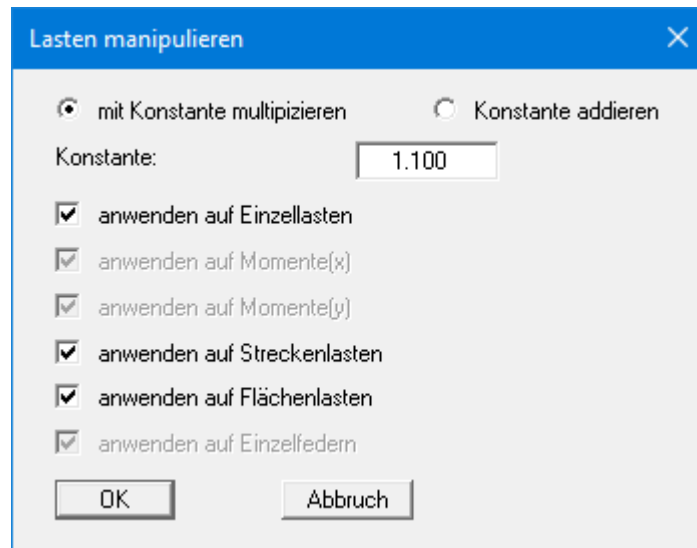 Lasten manipulieren
mit Konstante multipizieren Konstante addieren
Konstante: 1.100
anwenden auf Einzellasten
anwenden auf Momente(x)
anwenden auf Momente(y)
anwenden auf Streckenlasten
anwenden auf Flächenlasten
anwenden auf Einzelfedern
OK Abbruch